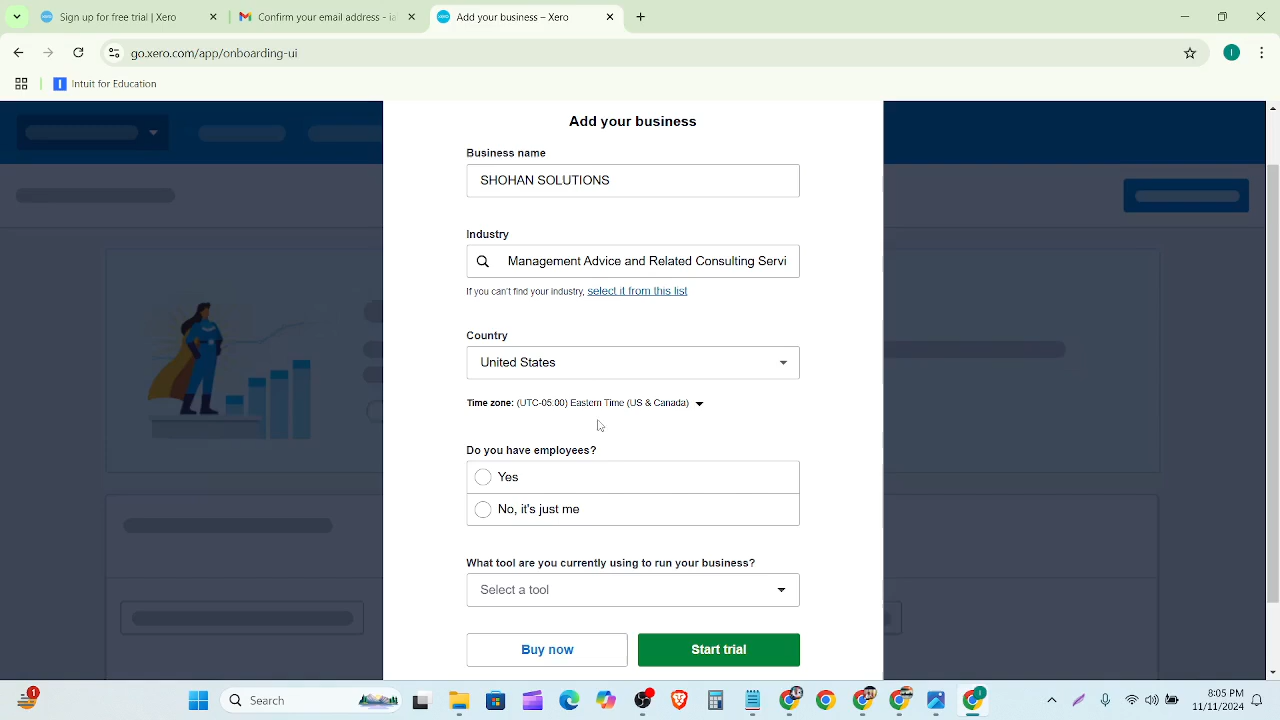 Sign up for free trial | Xero
Confirm your email address - ia
Add your business – Xero
go.xero.com/app/onboarding-ui
I
Intuit for Education
Add your business
Business name
SHOHAN SOLUTIONS
Industry
Management Advice and Related Consulting Servi
If you can't find your industry, select it from this list
Country
United States
Time zone: (UTC-05:00) Eastern Time (US & Canada)
Do you have employees?
Yes
No, it's just me
What tool are you currently using to run your business?
Select a tool
Buy now
Start trial
1
Search
8:05 PM
11/11/2024